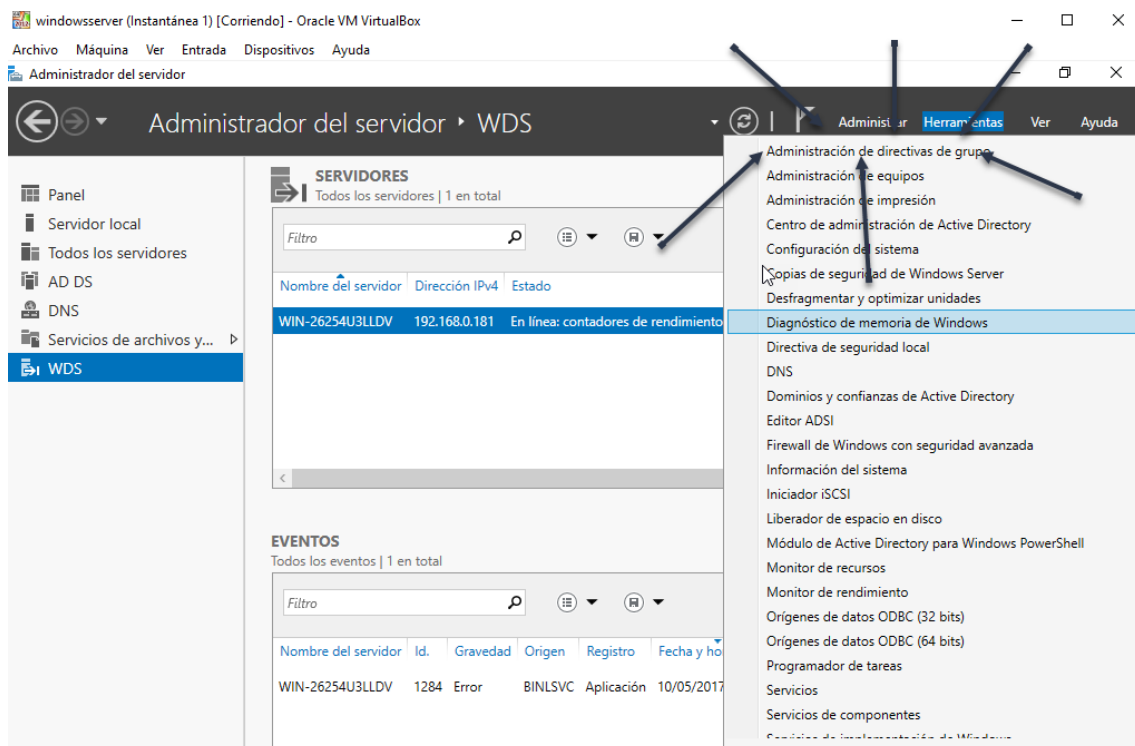 windowsserver (Instantánea 1) [Corriendo] - Oracle VM VirtualBox
Archivo Máquina Ver Entrada Dispositivos Ayuda
Administrador del servidor
Administrador del servidor WDS
Administrar Herramientas Ver Ayuda
Panel
Servidor local
Todos los servidores
AD DS
DNS
Servicios de archivos y...
WDS
SERVIDORES
Todos los servidores | 1 en total
Filtro
Nombre del servidor Dirección IPv4 Estado
WIN-26254U3LLDV 192.168.0.181 En línea: contadores de rendimiento
EVENTOS
Todos los eventos | 1 en total
Filtro
Nombre del servidor Id. Gravedad Origen Registro Fecha y ho
WIN-26254U3LLDV 1284 Error BINLSVC Aplicación 10/05/2017
Administración de directivas de grupo
Administración de equipos
Administración de impresión
Centro de administración de Active Directory
Configuración del sistema
Copias de seguridad de Windows Server
Desfragmentar y optimizar unidades
Diagnóstico de memoria de Windows
Directiva de seguridad local
DNS
Dominios y confianzas de Active Directory
Editor ADSI
Firewall de Windows con seguridad avanzada
Información del sistema
Iniciador iSCSI
Liberador de espacio en disco
Módulo de Active Directory para Windows PowerShell
Monitor de recursos
Monitor de rendimiento
Orígenes de datos ODBC (32 bits)
Orígenes de datos ODBC (64 bits)
Programador de tareas
Servicios
Servicios de componentes
Servicios de implementación de Windows